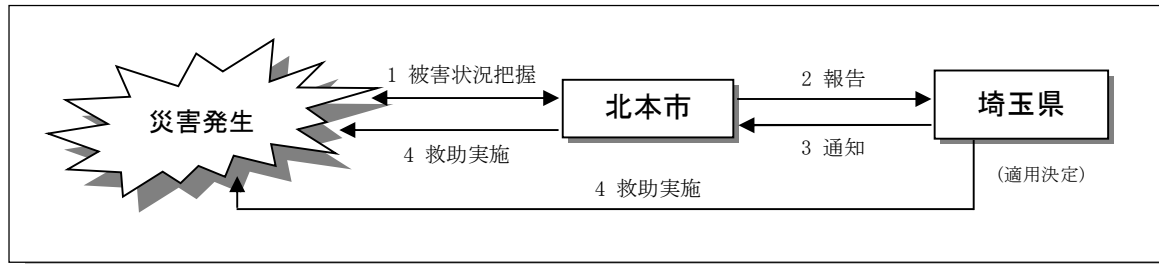 1 被害状況把握
災害発生
北本市
2 報告
埼玉県
4 救助実施
3 通知
(適用決定)
4 救助実施